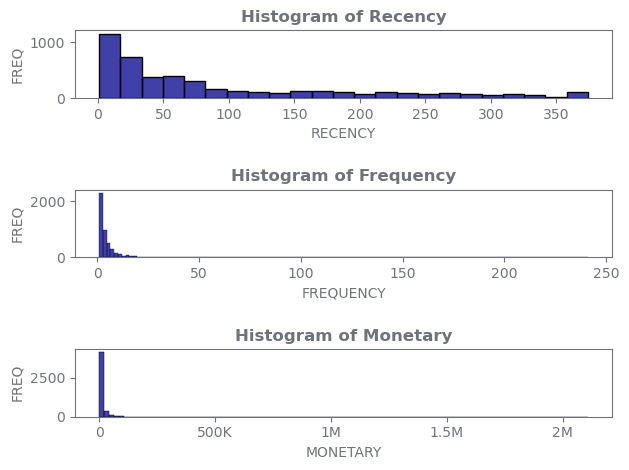 Histogram of Recency
1000
0
FREQ
0 50 100 150 200 250 300 350
RECENCY
Histogram of Frequency
2000
0
FREQ
0 50 100 150 200 250
FREQUENCY
Histogram of Monetary
2500
0
FREQ
0 500K 1M 1.5M 2M
MONETARY